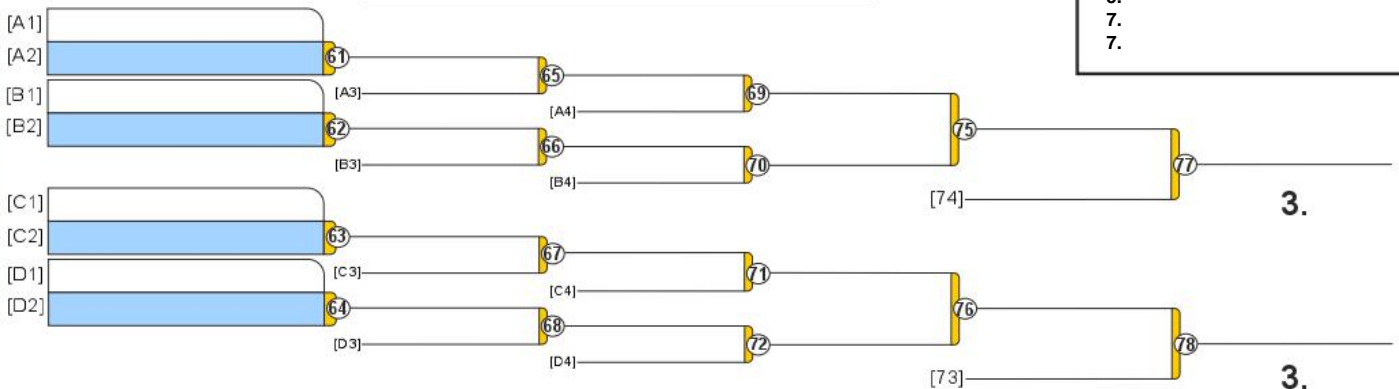 7.
7.
[A1]
[A2]
61
[A3]
65
[A4]
69
[B1]
[B2]
62
[B3]
66
[B4]
70
75
[74]
77
3.
[C1]
[C2]
63
[C3]
67
[C4]
71
[D1]
[D2]
64
[D3]
68
[D4]
72
76
[73]
78
3.